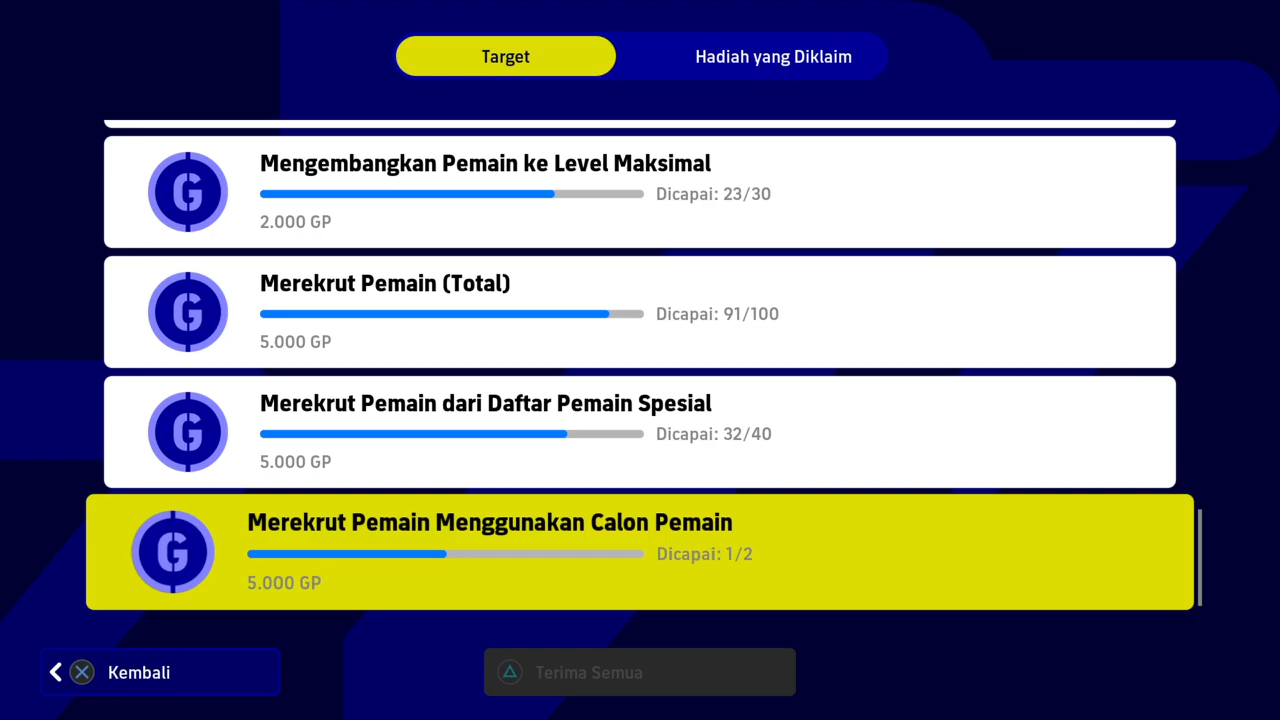 Target
Hadiah yang Diklaim
Mengembangkan Pemain ke Level Maksimal
Dicapai: 23/30
2.000 GP
Merekrut Pemain (Total)
Dicapai: 91/100
5.000 GP
Merekrut Pemain dari Daftar Pemain Spesial
Dicapai: 32/40
5.000 GP
Merekrut Pemain Menggunakan Calon Pemain
Dicapai: 1/2
5.000 GP
Kembali
Terima Semua